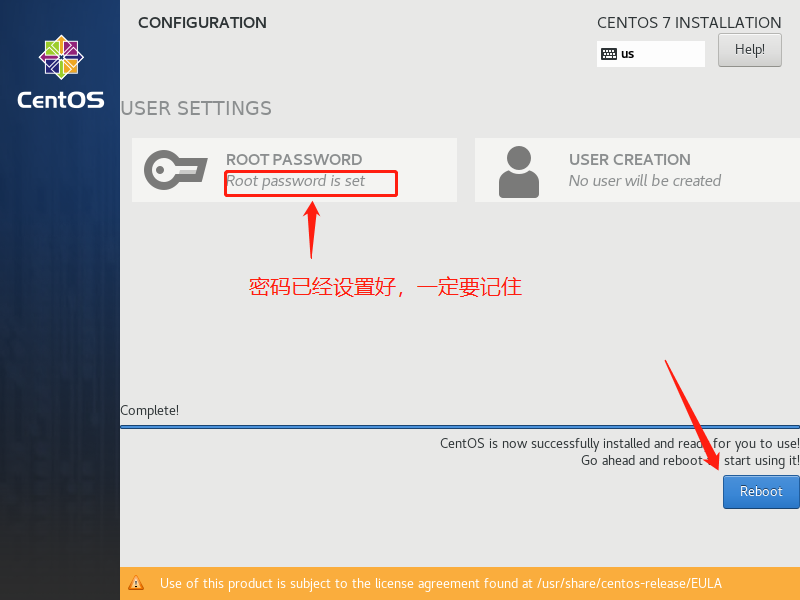 CONFIGURATION
CENTOS 7 INSTALLATION
us
Help!
CentOS
USER SETTINGS
ROOT PASSWORD
Root password is set
USER CREATION
No user will be created
密码已经设置好，一定要记住
Complete!
CentOS is now successfully installed and ready for you to use!
Go ahead and reboot start using it!
Reboot
Use of this product is subject to the license agreement found at /usr/share/centos-release/EULA